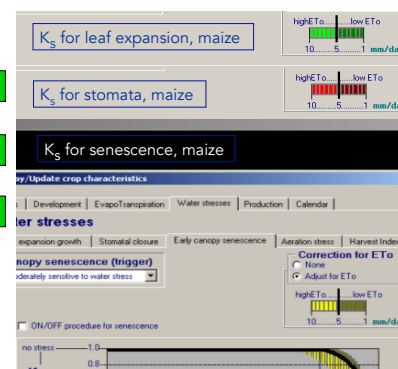 highETo......low ETo
Ks for leaf expansion, maize
10........5........1 mm/da
highETo......low ETo
Ks for stomata, maize
10........5........1 mm/d
Ks for senescence, maize
ay/Update crop characteristics
Development EvapoTranspiration Water stresses Production Calendar
ter stresses
expansion growth Stomatal closure Early canopy senescence Aeration stress Harvest Index
nopy senescence (trigger)
Correction for ETo
None
oderately sensitive to water stress
Adjust for ETo
highETo......low ETo
10........5........1 mm/d
ON/OFF procedure for senescence
no stress
1.0
0.8